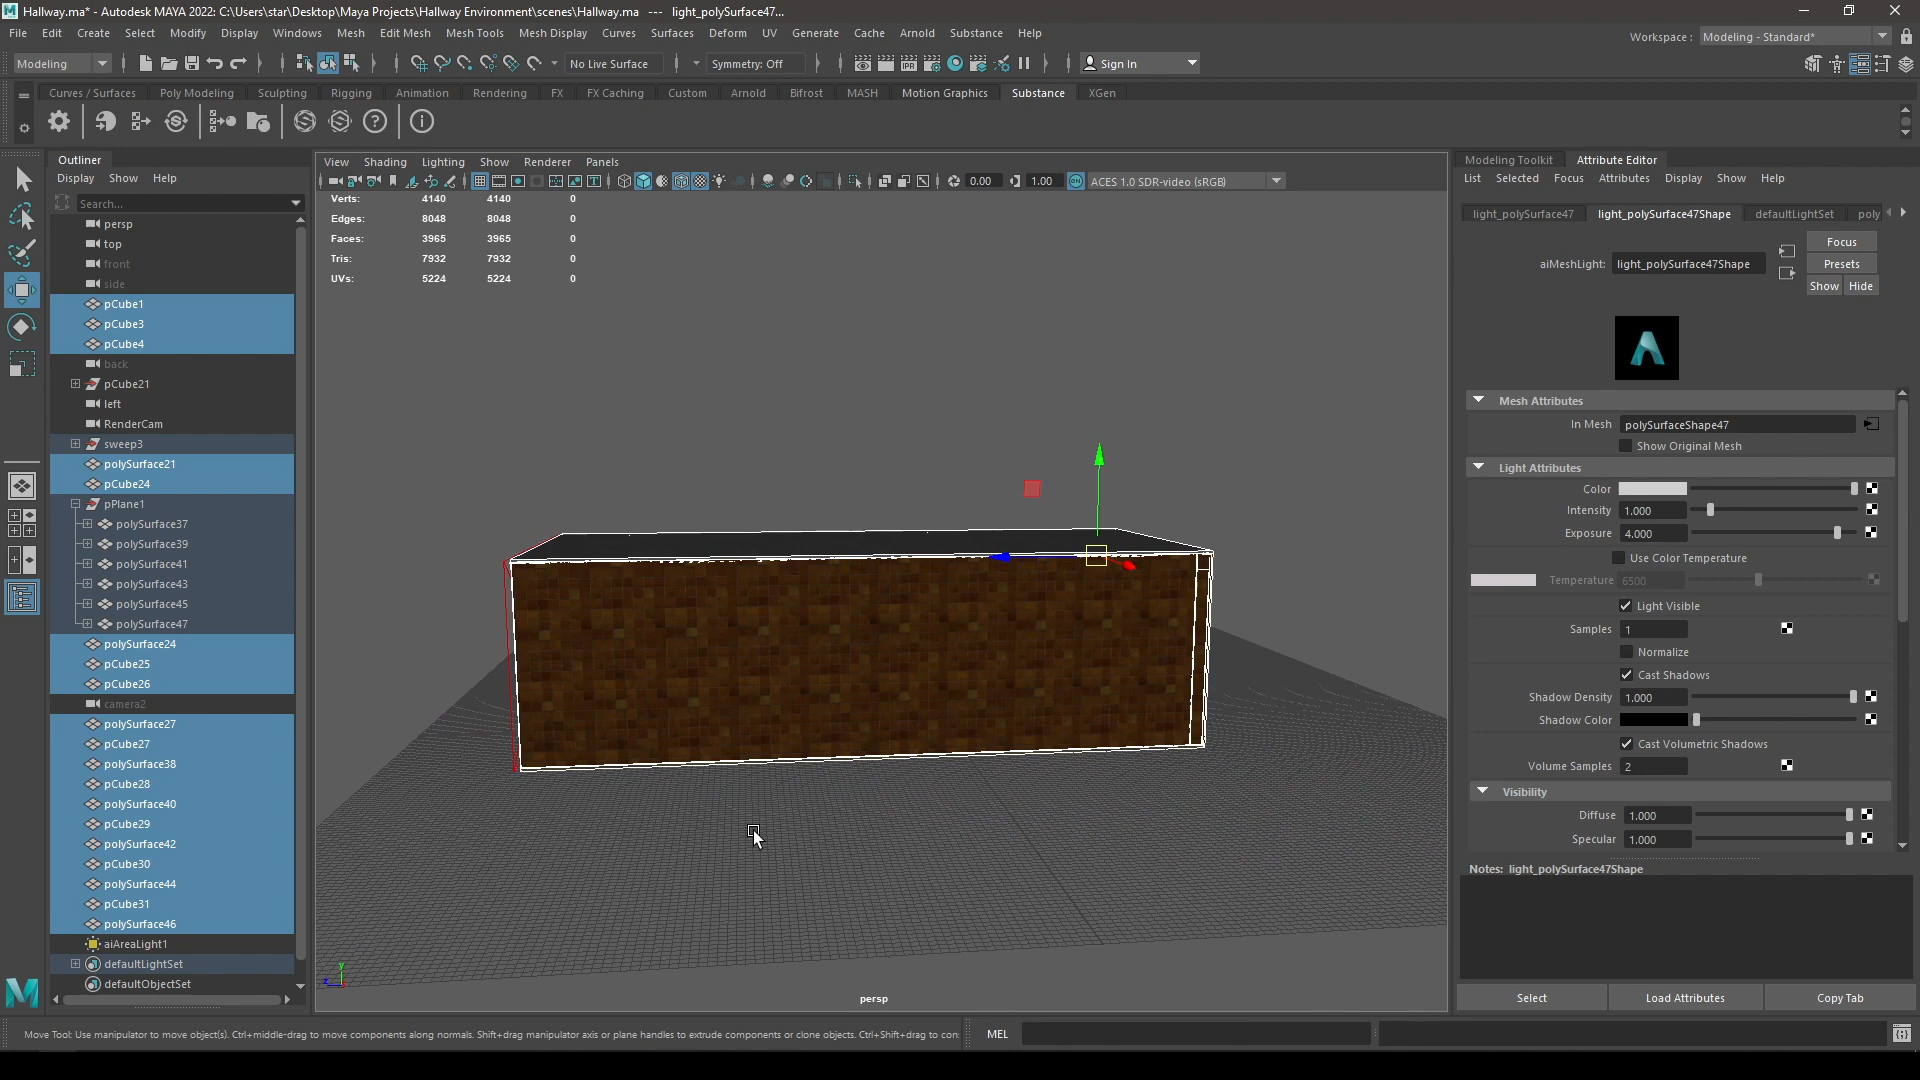 Hallway.ma* - Autodesk MAYA 2022: C:\Users\star\Desktop\Maya Projects\Hallway Environment\scenes\Hallway.ma --- light_polySurface47...
File Edit Create Select Modify Display Windows Mesh Edit Mesh Mesh Tools Mesh Display Curves Surfaces Deform UV Generate Cache Arnold Substance Help
Workspace : Modeling - Standard*
Modeling No Live Surface Symmetry: Off Sign In
Curves / Surfaces Poly Modeling Sculpting Rigging Animation Rendering FX FX Caching Custom Arnold Bifrost MASH Motion Graphics Substance XGen
Outliner
Display Show Help
Search...
persp
top
front
side
pCube1
pCube3
pCube4
back
pCube21
left
RenderCam
sweep3
polySurface21
pCube24
pPlane1
polySurface37
polySurface39
polySurface41
polySurface43
polySurface45
polySurface47
polySurface24
pCube25
pCube26
camera2
polySurface27
pCube27
polySurface38
pCube28
polySurface40
pCube29
polySurface42
pCube30
polySurface44
pCube31
polySurface46
aiAreaLight1
defaultLightSet
defaultObjectSet
View Shading Lighting Show Renderer Panels
0.00 1.00 ON ACES 1.0 SDR-video (sRGB)
Verts: 4140 4140 0
Edges: 8048 8048 0
Faces: 3965 3965 0
Tris: 7932 7932 0
UVs: 5224 5224 0
y
z
persp
Modeling Toolkit Attribute Editor
List Selected Focus Attributes Display Show Help
light_polySurface47 light_polySurface47Shape defaultLightSet poly
Focus
aiMeshLight: light_polySurface47Shape Presets
Show Hide
Mesh Attributes
In Mesh polySurfaceShape47
Show Original Mesh
Light Attributes
Color
Intensity 1.000
Exposure 4.000
Use Color Temperature
Temperature 6500
Light Visible
Samples 1
Normalize
Cast Shadows
Shadow Density 1.000
Shadow Color
Cast Volumetric Shadows
Volume Samples 2
Visibility
Diffuse 1.000
Specular 1.000
Notes: light_polySurface47Shape
Select Load Attributes Copy Tab
Move Tool: Use manipulator to move object(s). Ctrl+middle-drag to move components along normals. Shift+drag manipulator axis or plane handles to extrude components or clone objects. Ctrl+Shift+drag to con
MEL